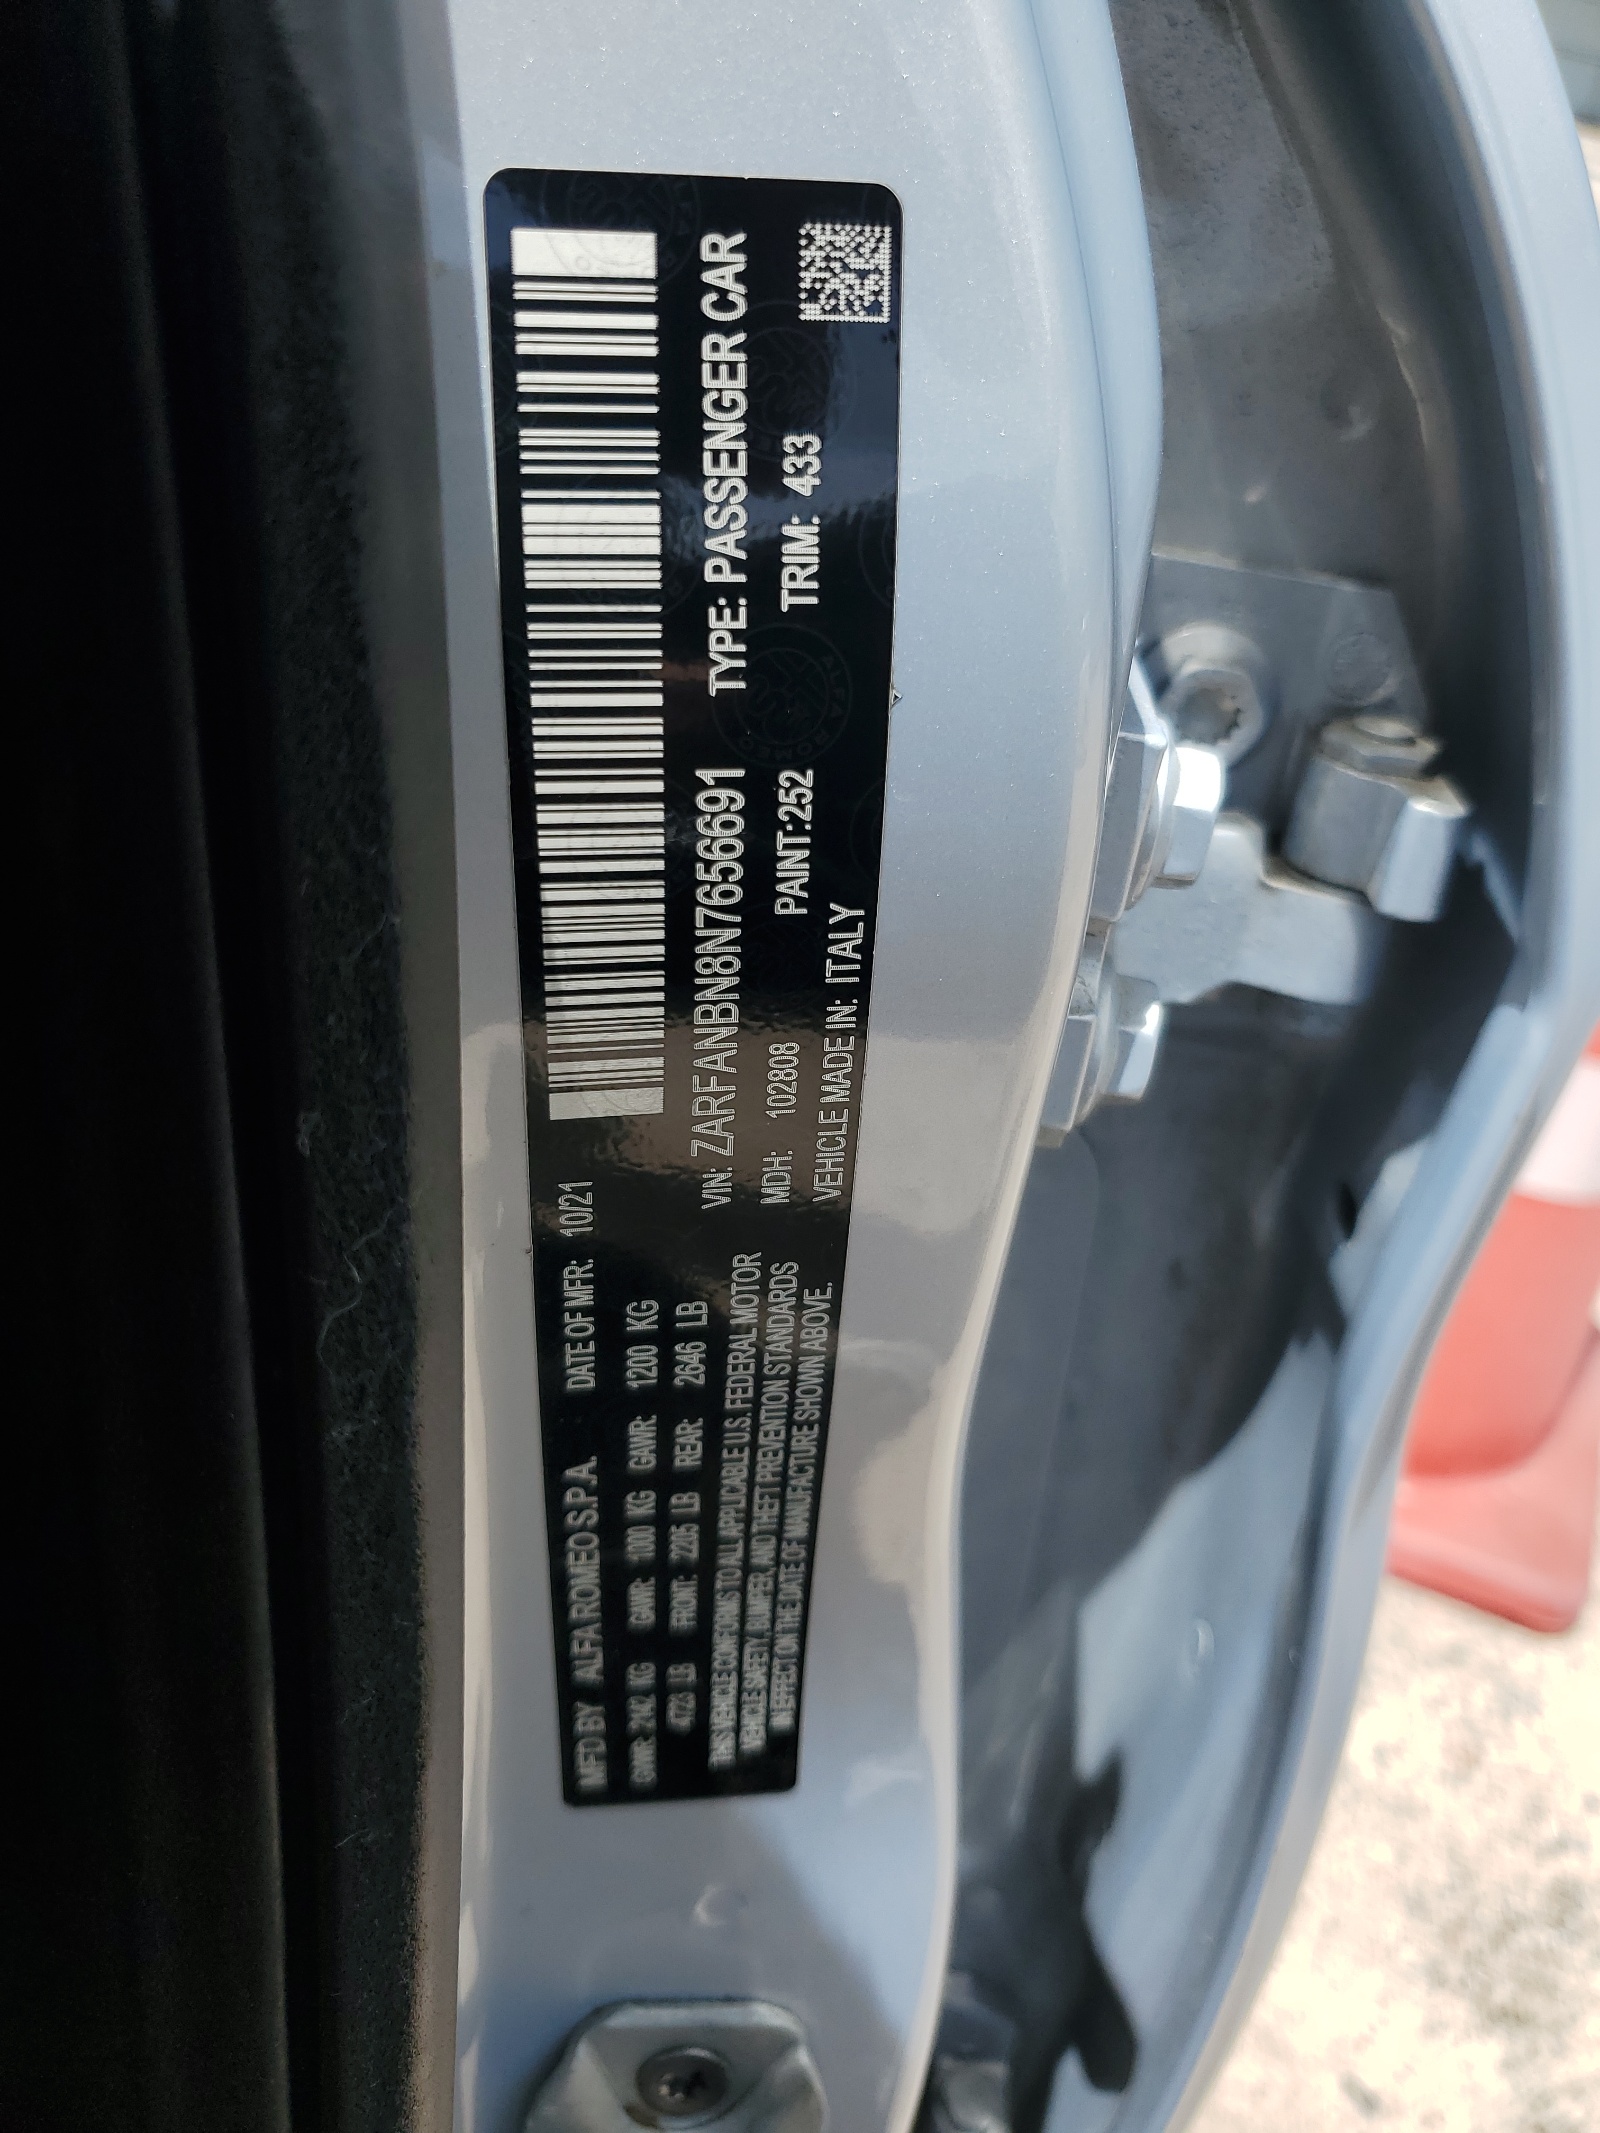 MFD BY ALFA ROMEO S.P.A. DATE OF MFR: 10/21
GVWR: 2142 KG GAWR: 1000 KG GAWR: 1200 KG
4723 LB FRONT: 2205 LB REAR: 2646 LB
THIS VEHICLE CONFORMS TO ALL APPLICABLE U.S. FEDERAL MOTOR
VEHICLE SAFETY, BUMPER, AND THEFT PREVENTION STANDARDS
IN EFFECT ON THE DATE OF MANUFACTURE SHOWN ABOVE.
VIN: ZARFANBN8N7656691 TYPE: PASSENGER CAR
MDH: 102808 PAINT:252 TRIM: 433
VEHICLE MADE IN: ITALY
ALFA ROMEO